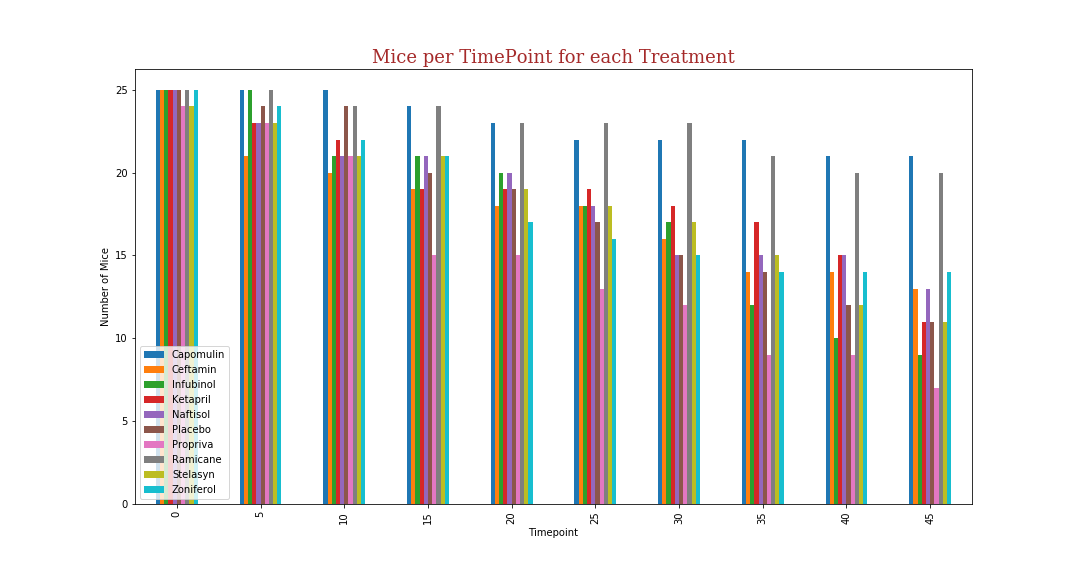 Mice per TimePoint for each Treatment
Number of Mice
25
20
15
10
5
0
Capomulin
Ceftamin
Infubinol
Ketapril
Naftisol
Placebo
Propriva
Ramicane
Stelasyn
Zoniferol
0 5 10 15 20 25 30 35 40 45
Timepoint